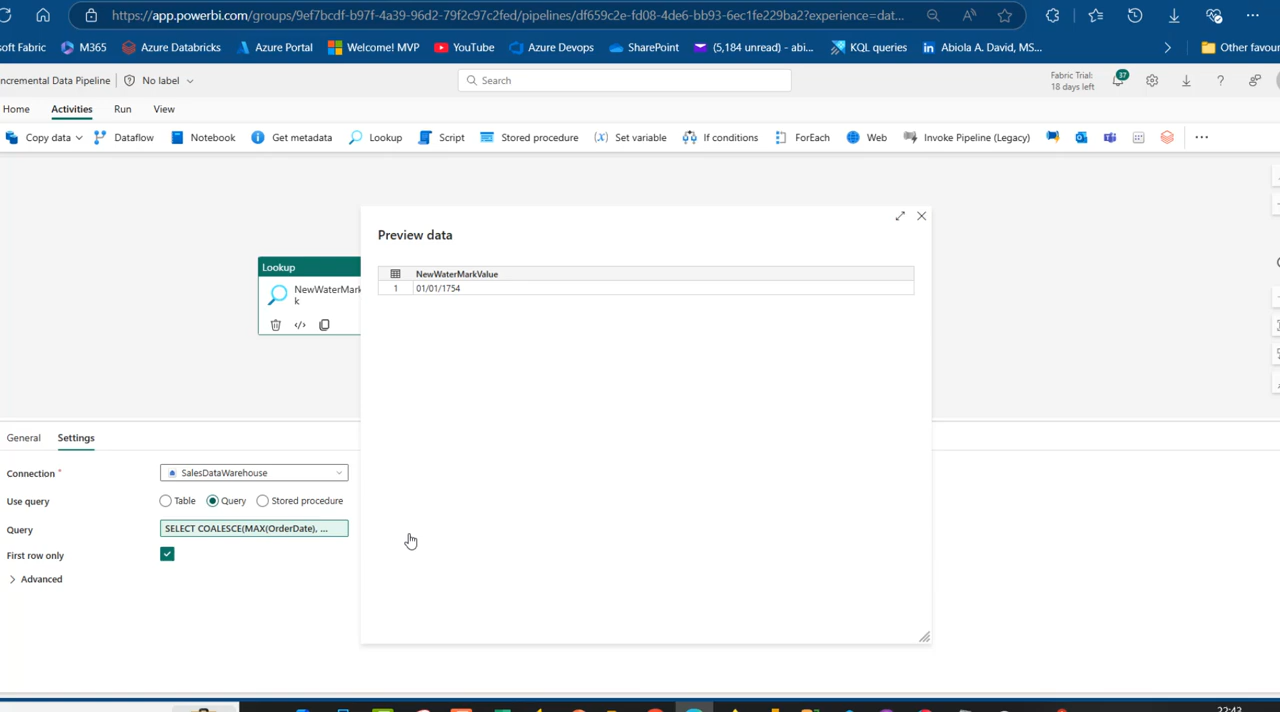 https://app.powerbi.com/groups/9ef7bcdf-b97f-4a39-96d2-79f2c97c2fed/pipelines/df659c2e-fd08-4de6-bb93-6ec1fe229ba2?experience=dat...
oft Fabric M365 Azure Databricks Azure Portal Welcome! MVP YouTube Azure Devops SharePoint (5,184 unread) - abi... KQL queries Abiola A. David, MS... Other favou
ncremental Data Pipeline No label Search Fabric Trial: 37
18 days left
Home Activities Run View
Copy data Dataflow Notebook Get metadata Lookup Script Stored procedure (x) Set variable If conditions ForEach Web Invoke Pipeline (Legacy) ...
Preview data
Lookup
NewWaterMarkValue
1 01/01/1754
NewWaterMark
k
</>
General Settings
Connection * SalesDataWarehouse
Use query Table Query Stored procedure
Query SELECT COALESCE(MAX(OrderDate), ...
First row only
Advanced
22:43